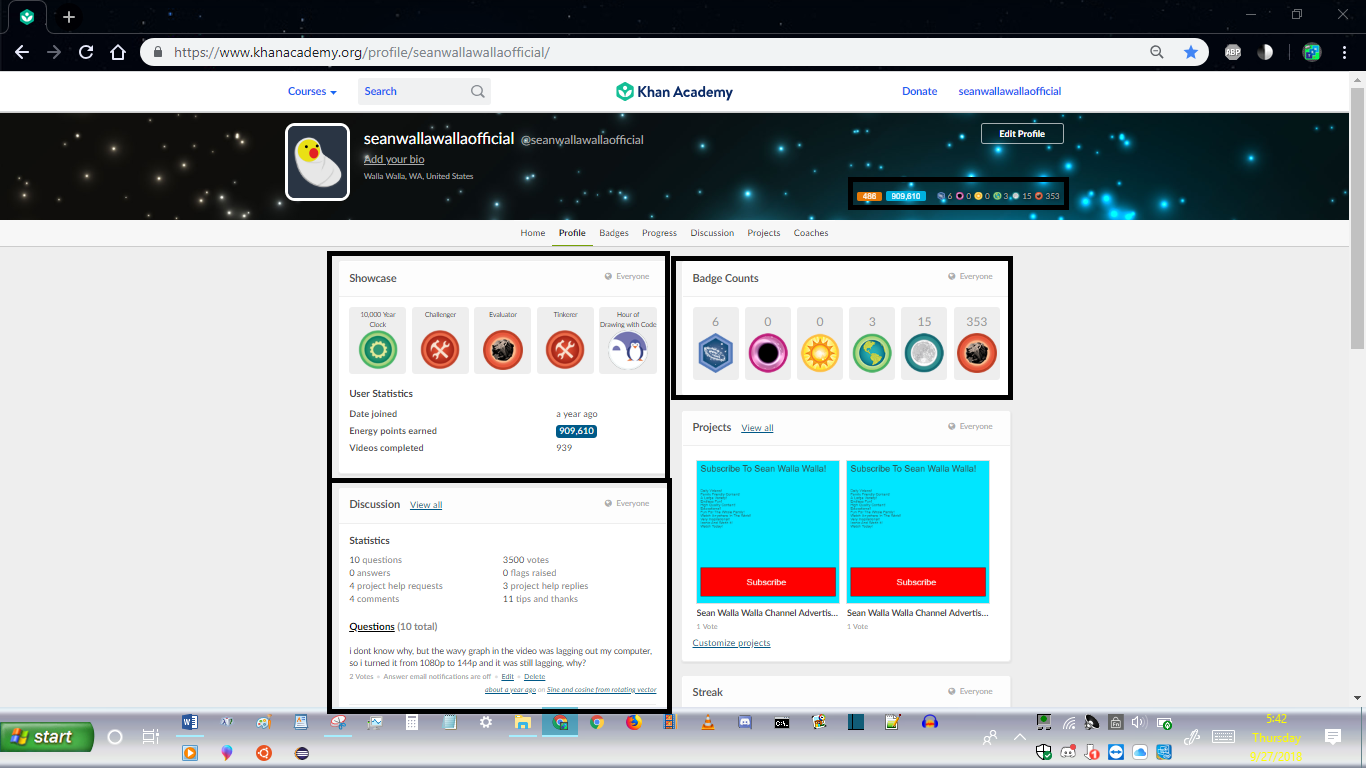 https://www.khanacademy.org/profile/seanwallawallaofficial/
ABP
Courses
Search
Khan Academy
Donate
seanwallawallaofficial
seanwallawallaofficial @seanwallawallaofficial
Add your bio
Walla Walla, WA, United States
Edit Profile
486 909,610 6 0 0 3 15 353
Home Profile Badges Progress Discussion Projects Coaches
Showcase
Everyone
10,000 Year
Clock
Challenger
Evaluator
Tinkerer
Hour of
Drawing with Code
User Statistics
Date joined a year ago
Energy points earned 909,610
Videos completed 939
Badge Counts
Everyone
6 0 0 3 15 353
Discussion View all
Everyone
Statistics
10 questions 3500 votes
0 answers 0 flags raised
4 project help requests 3 project help replies
4 comments 11 tips and thanks
Questions (10 total)
i dont know why, but the wavy graph in the video was lagging out my computer,
so i turned it from 1080p to 144p and it was still lagging, why?
2 Votes • Answer email notifications are off • Edit • Delete
about a year ago on Sine and cosine from rotating vector
Projects View all
Everyone
Subscribe To Sean Walla Walla!
Subscribe
Sean Walla Walla Channel Advertis...
1 Vote
Subscribe To Sean Walla Walla!
Subscribe
Sean Walla Walla Channel Advertis...
1 Vote
Customize projects
Streak
Everyone
start
5:42
Thursday
9/27/2018